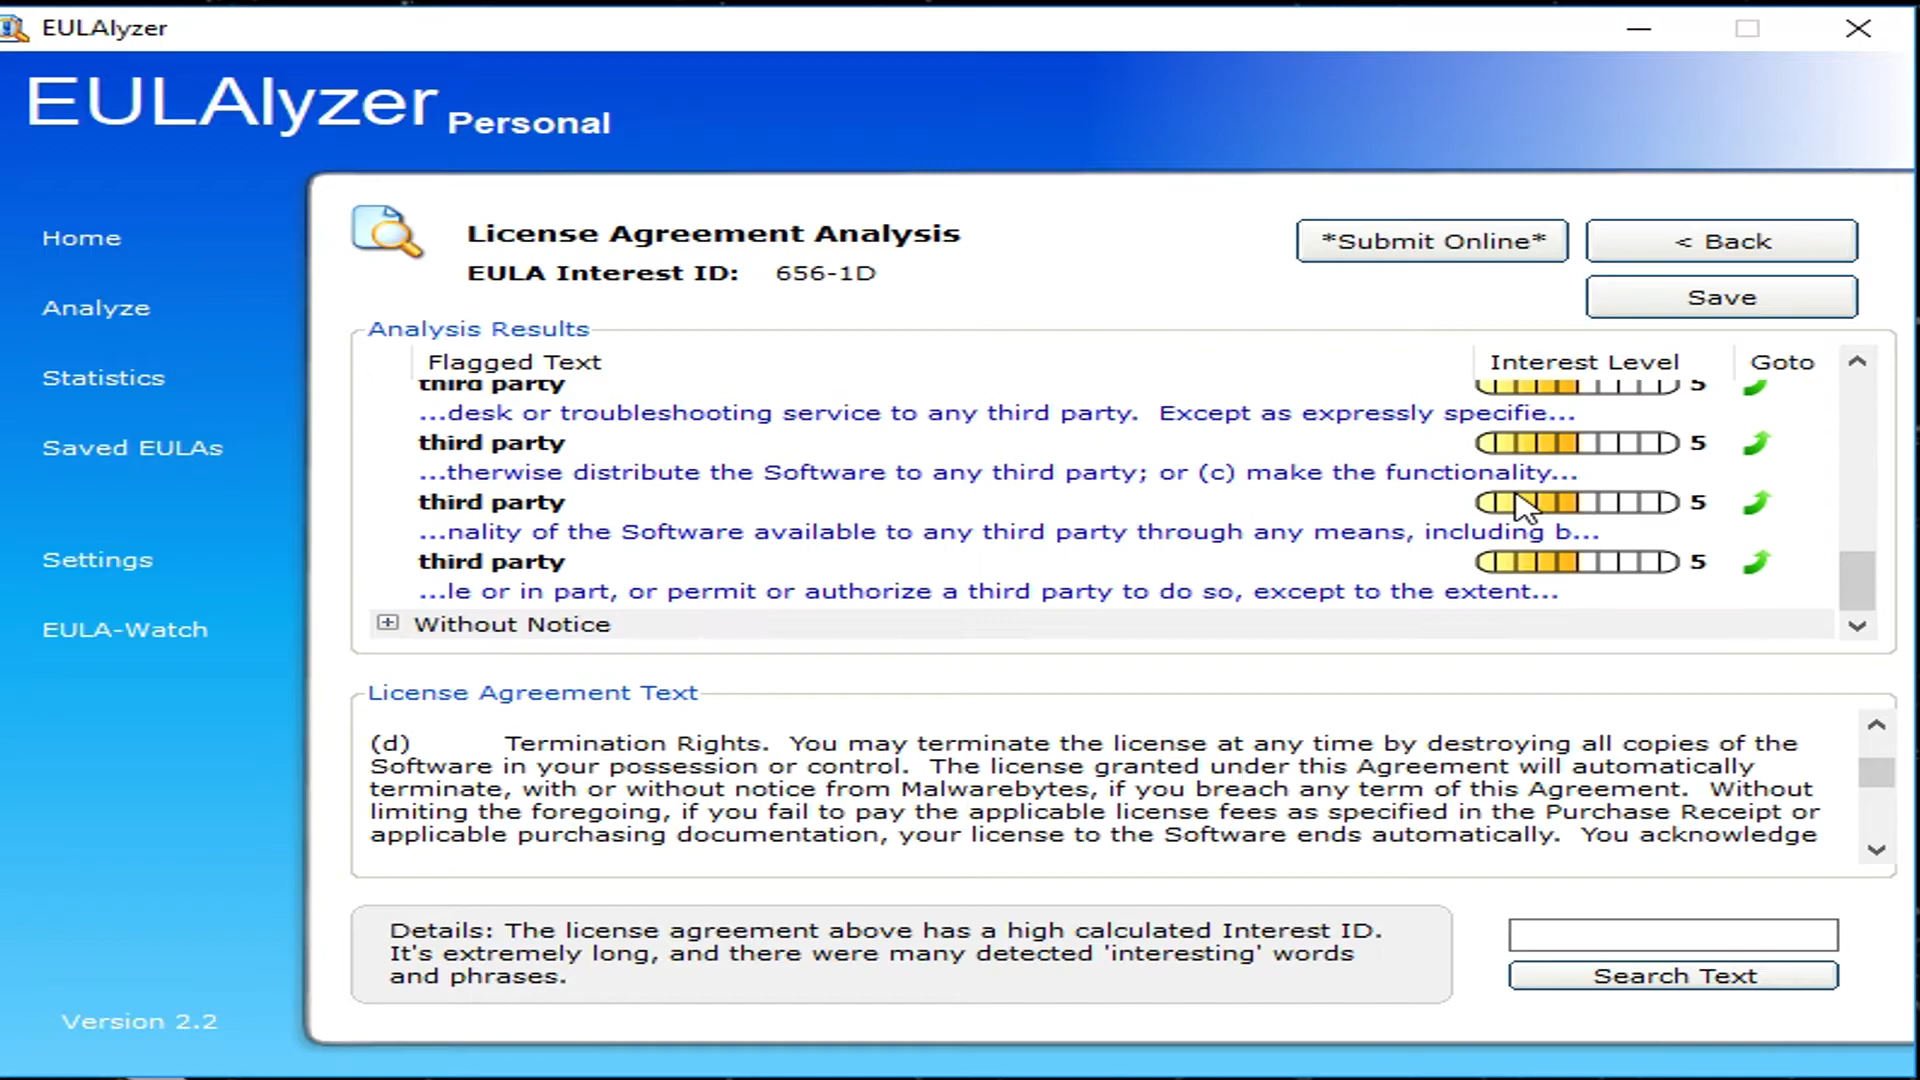 EULAlyzer
EULAlyzer Personal
Home
Analyze
Statistics
Saved EULAs
Settings
EULA-Watch
Version 2.2
License Agreement Analysis
EULA Interest ID: 656-1D
*Submit Online*
< Back
Save
Analysis Results
Flagged Text Interest Level Goto
third party 5
...desk or troubleshooting service to any third party.  Except as expressly specifie...
third party 5
...therwise distribute the Software to any third party; or (c) make the functionality...
third party 5
...nality of the Software available to any third party through any means, including b...
third party 5
...le or in part, or permit or authorize a third party to do so, except to the extent...
Without Notice
License Agreement Text
(d) Termination Rights.  You may terminate the license at any time by destroying all copies of the
Software in your possession or control.  The license granted under this Agreement will automatically
terminate, with or without notice from Malwarebytes, if you breach any term of this Agreement.  Without
limiting the foregoing, if you fail to pay the applicable license fees as specified in the Purchase Receipt or
applicable purchasing documentation, your license to the Software ends automatically.  You acknowledge
Details: The license agreement above has a high calculated Interest ID.
It's extremely long, and there were many detected 'interesting' words
and phrases.
Search Text